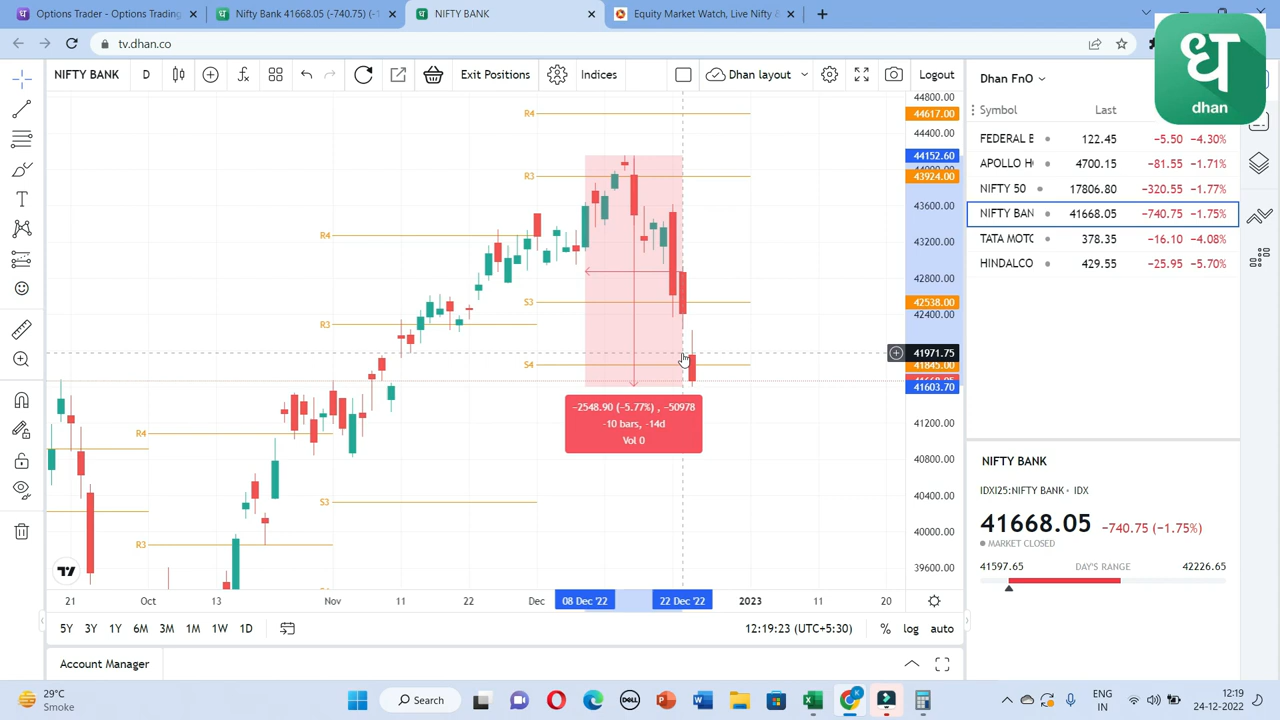 Options Trader - Options Trading
Nifty Bank 41668.05 (-740.75) (-1
NIFTY BANK
Equity Market Watch, Live Nifty &
tv.dhan.co
ध
dhan
NIFTY BANK
D
Exit Positions
Indices
Dhan layout
Logout
Dhan FnO
Symbol
Last
FEDERAL E
122.45
−5.50
−4.30%
APOLLO H
4700.15
−81.55
−1.71%
NIFTY 50
17806.80
−320.55
−1.77%
NIFTY BAN
41668.05
−740.75
−1.75%
TATA MOTO
378.35
−16.10
−4.08%
HINDALCO
429.55
−25.95
−5.70%
R4
R3
R4
S3
R3
S4
R4
S3
R3
44800.00
44617.00
44400.00
44152.60
43924.00
43600.00
43200.00
42800.00
42538.00
42400.00
41971.75
41845.00
41603.70
41200.00
40800.00
40400.00
40000.00
39600.00
−2548.90 (−5.77%) , −50978
-10 bars, -14d
Vol 0
21
Oct
13
Nov
11
22
Dec
08 Dec '22
22 Dec '22
2023
11
20
5Y
3Y
1Y
6M
3M
1M
1W
1D
12:19:23 (UTC+5:30)
%
log
auto
Account Manager
NIFTY BANK
IDXI25:NIFTY BANK • IDX
41668.05 −740.75 (−1.75%)
MARKET CLOSED
41597.65
DAY'S RANGE
42226.65
29°C
Smoke
Search
ENG
IN
12:19
24-12-2022